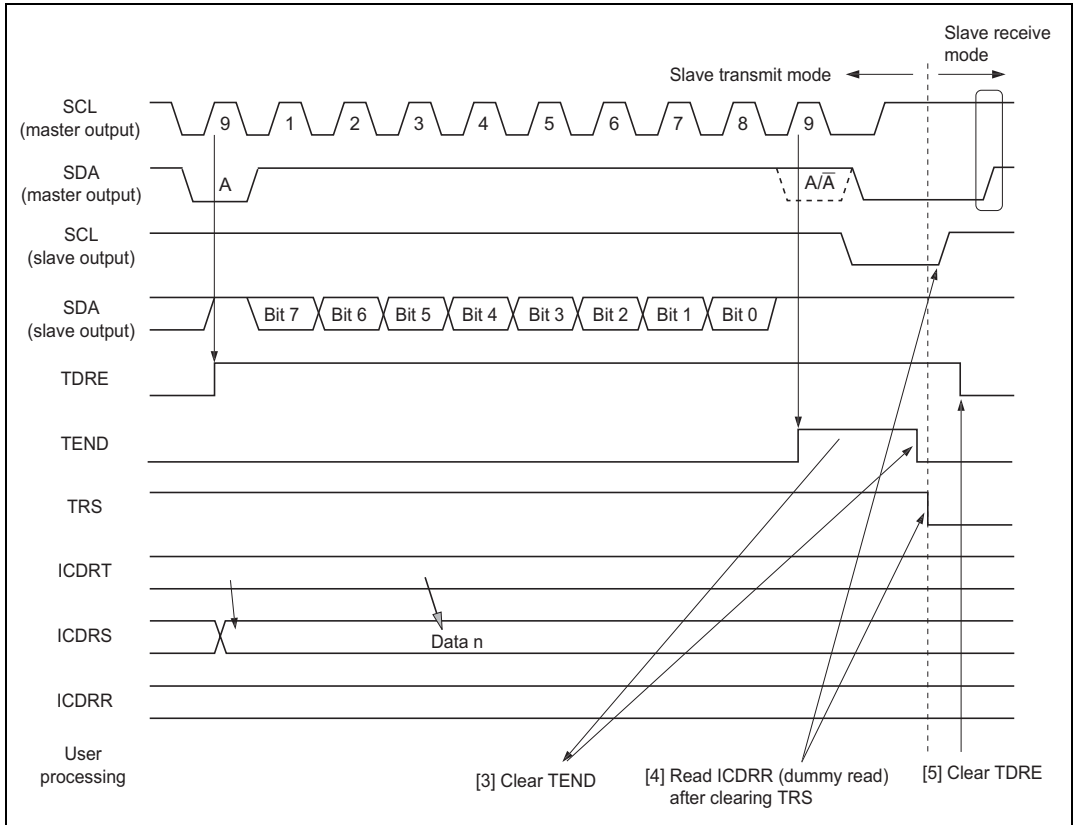 Slave receive
mode
Slave transmit mode
SCL
(master output)
9 1 2 3 4 5 6 7 8 9
SDA
(master output)
A A/A̅
SCL
(slave output)
SDA
(slave output)
Bit 7 Bit 6 Bit 5 Bit 4 Bit 3 Bit 2 Bit 1 Bit 0
TDRE
TEND
TRS
ICDRT
ICDRS
Data n
ICDRR
User
processing
[3] Clear TEND
[4] Read ICDRR (dummy read)
after clearing TRS
[5] Clear TDRE